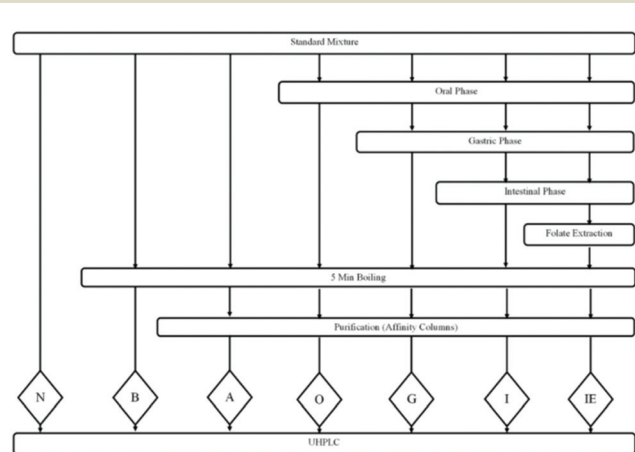 Standard Mixture
Oral Phase
Gastric Phase
Intestinal Phase
Folate Extraction
5 Min Boiling
Purification (Affinity Columns)
N B A O G I IE
UHPLC